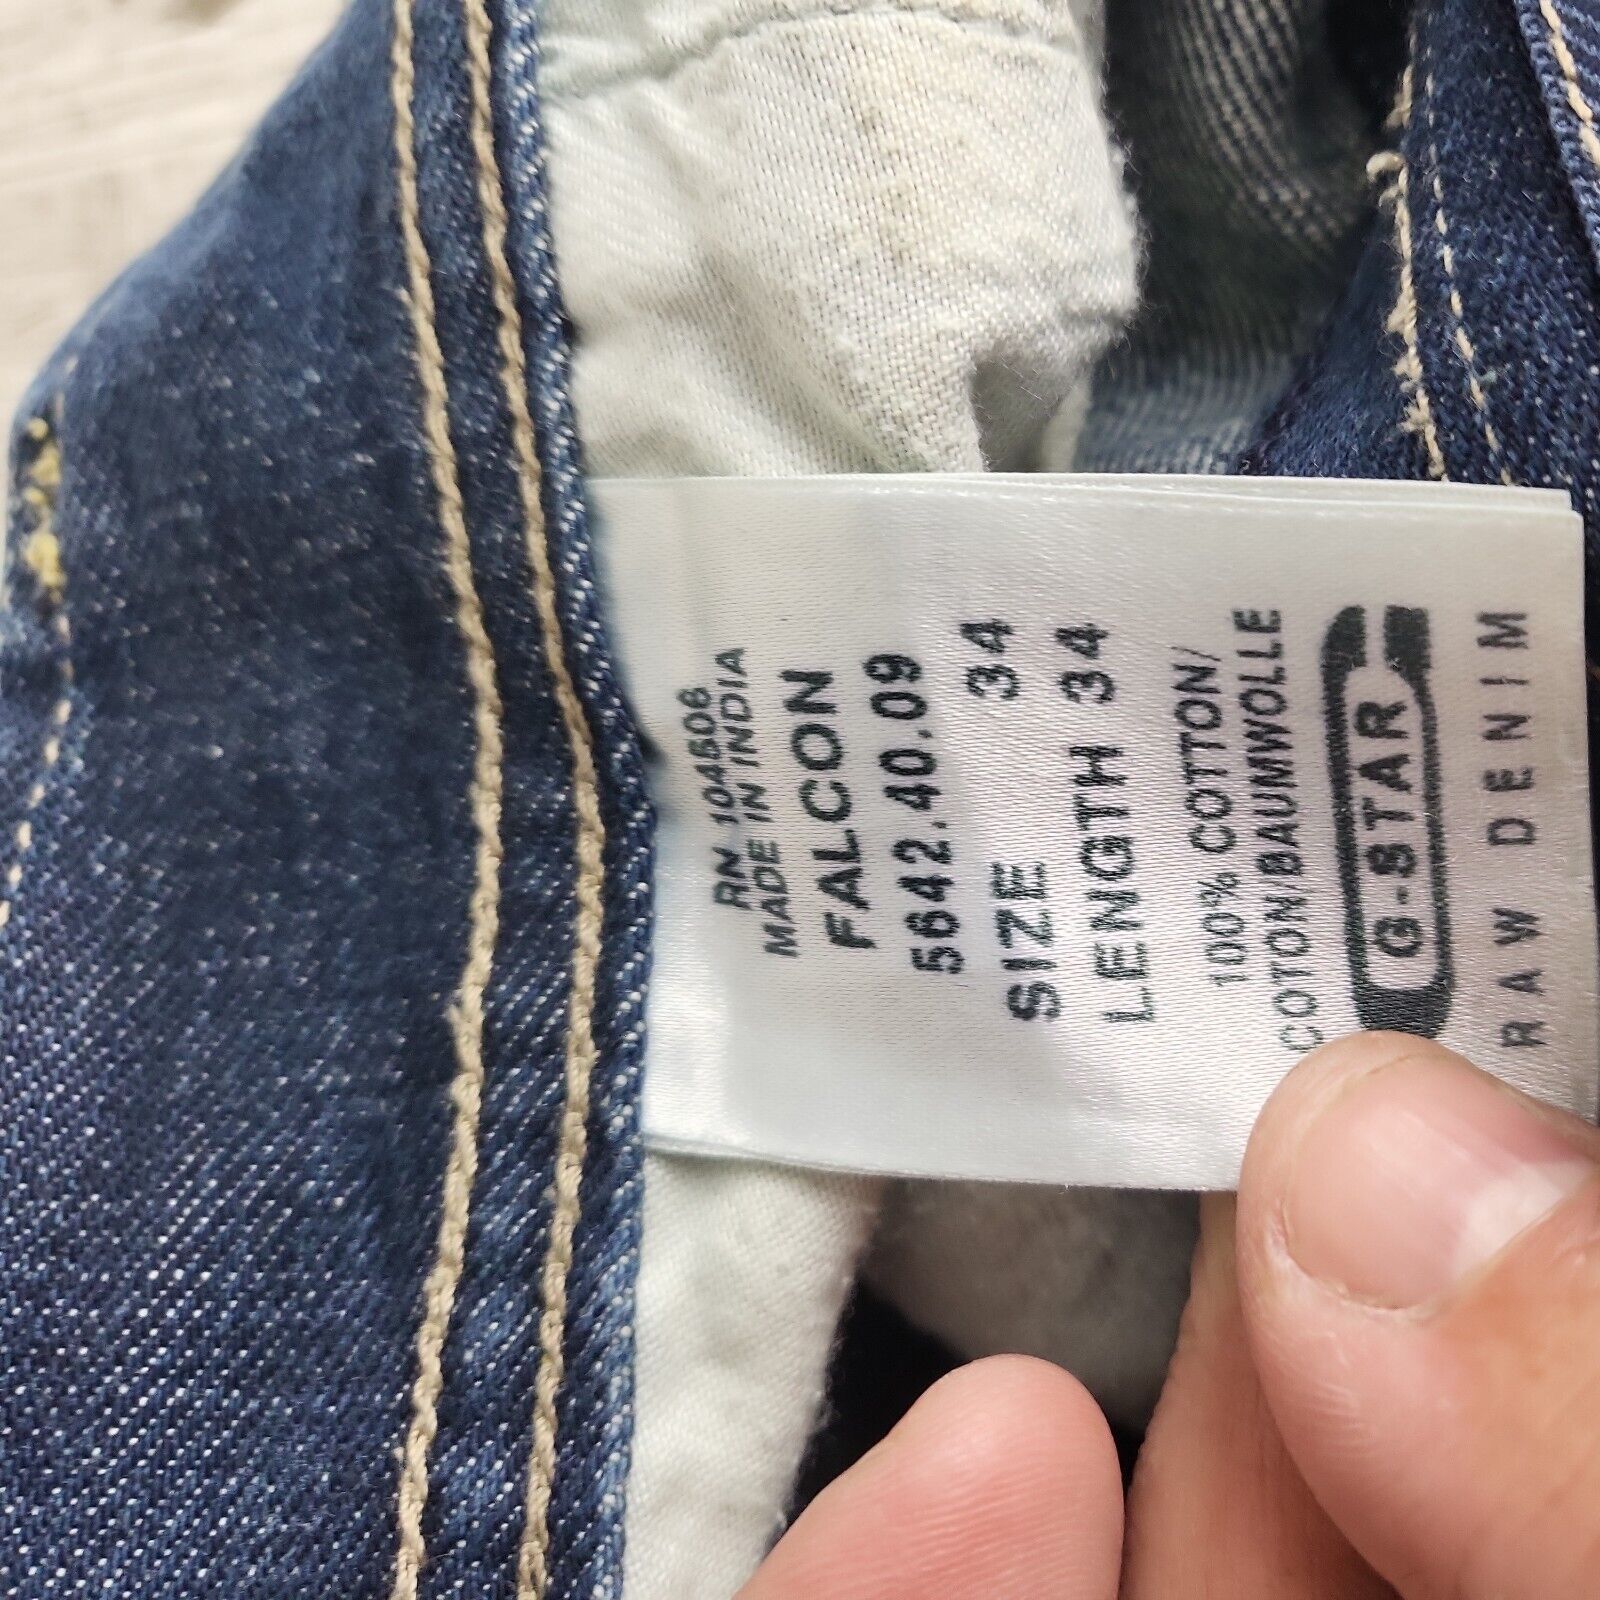 RN 104506
MADE IN INDIA
FALCON
5642.40.09
SIZE 34
LENGTH 34
100% COTTON/
COTON/BAUMWOLLE
G-STAR
RAW DENIM